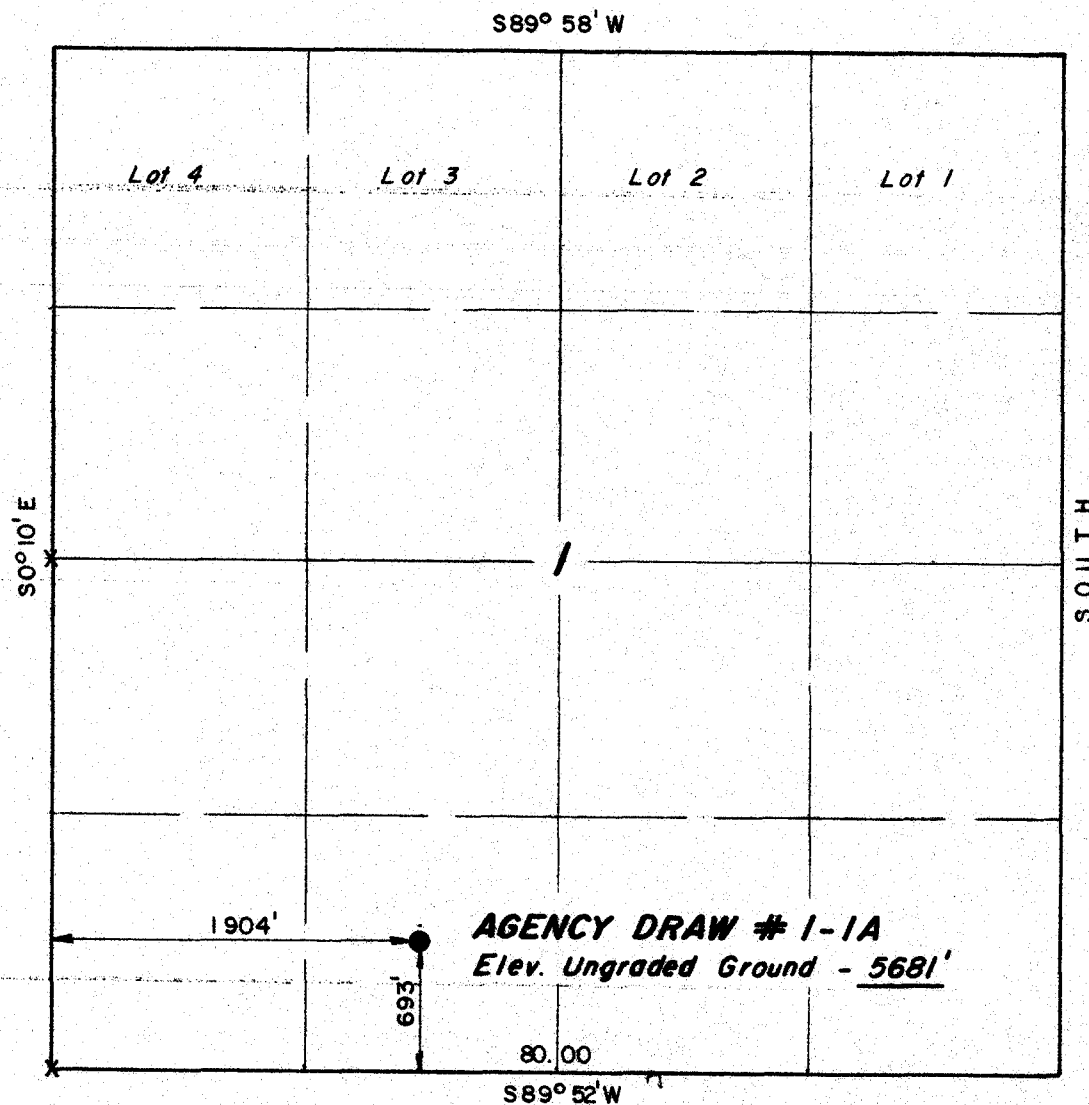 S89° 58' W
Lot 4
Lot 3
Lot 2
Lot 1
S0° 10' E
1
SOUTH
1904'
AGENCY DRAW # 1-1A
Elev. Ungraded Ground - 5681'
693'
80.00
S89° 52' W